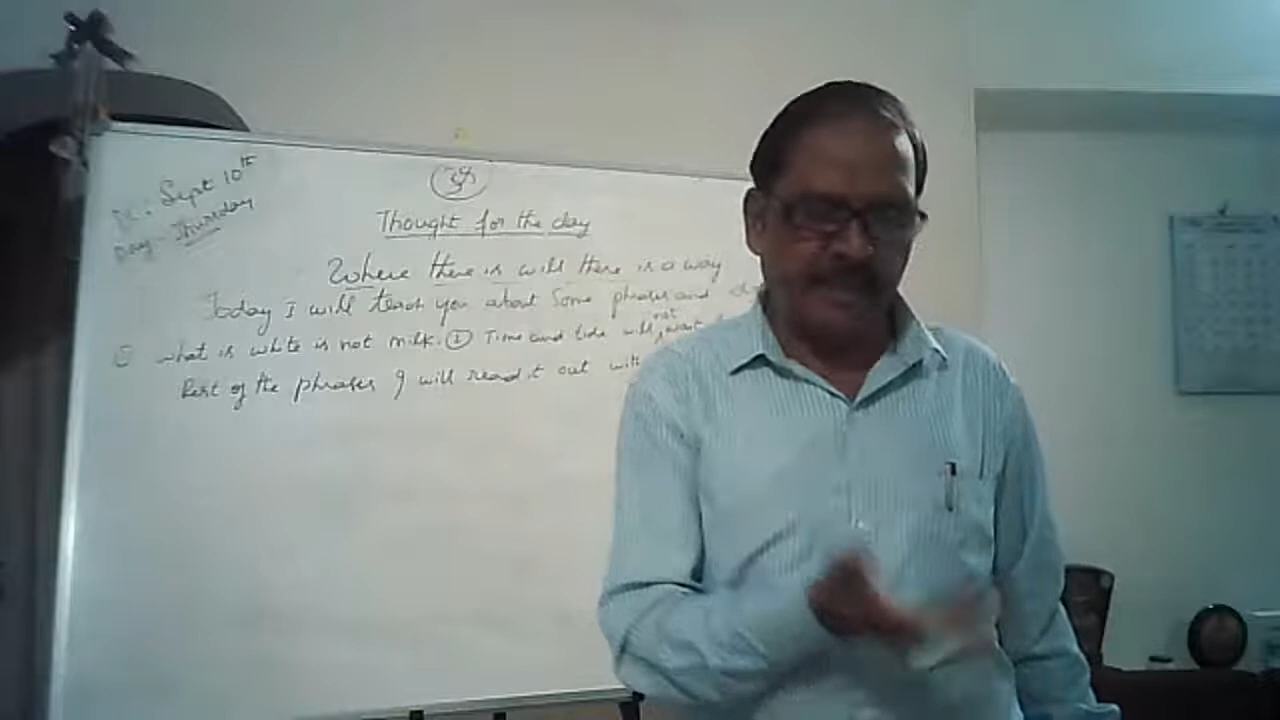 Dt: Sept 10th
Day - Thursday
ૐ
Thought for the day
Where there is will there is a way
Today I will teach you about Some phrases and
① what is white is not milk. ② Time and tide will not wait
Rest of the phrases I will read it out with